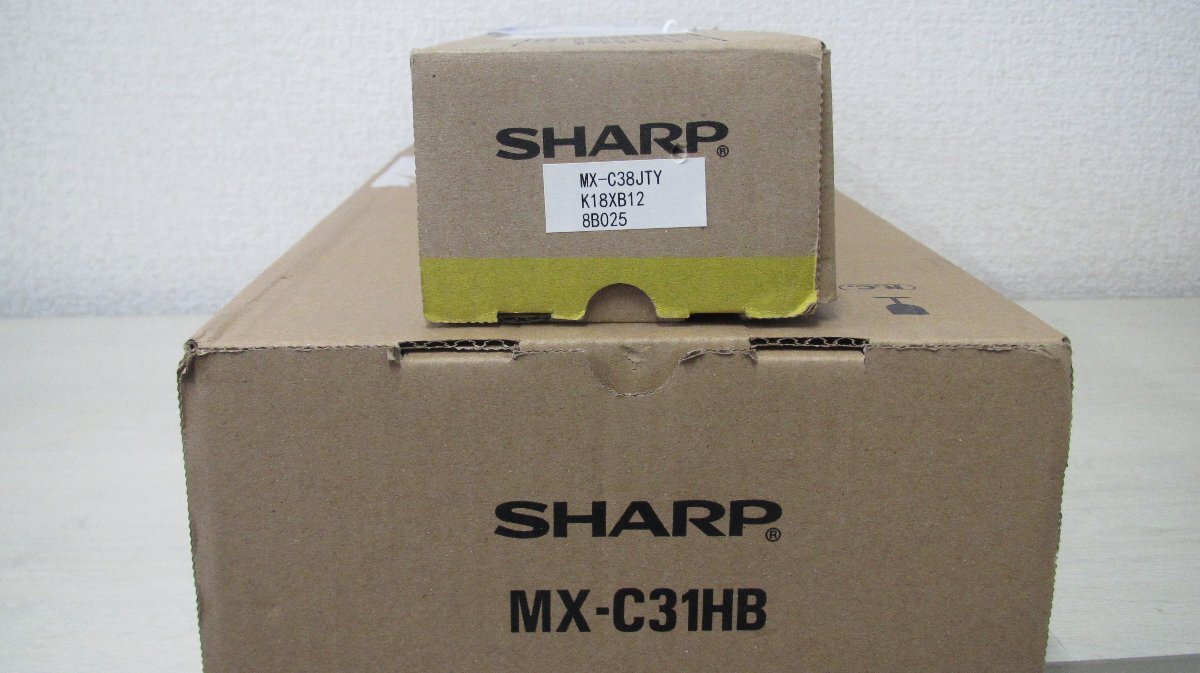 SHARP®
MX-C38JTY
K18XB12
8B025
SHARP®
MX-C31HB